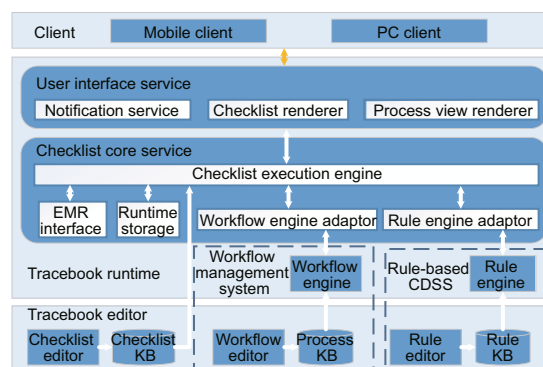 Client
Mobile client
PC client
User interface service
Notification service
Checklist renderer
Process view renderer
Checklist core service
Checklist execution engine
EMR
interface
Runtime
storage
Workflow engine adaptor
Rule engine adaptor
Tracebook runtime
Workflow
management
system
Workflow
engine
Rule-based
CDSS
Rule
engine
Tracebook editor
Checklist
editor
Checklist
KB
Workflow
editor
Process
KB
Rule
editor
Rule
KB